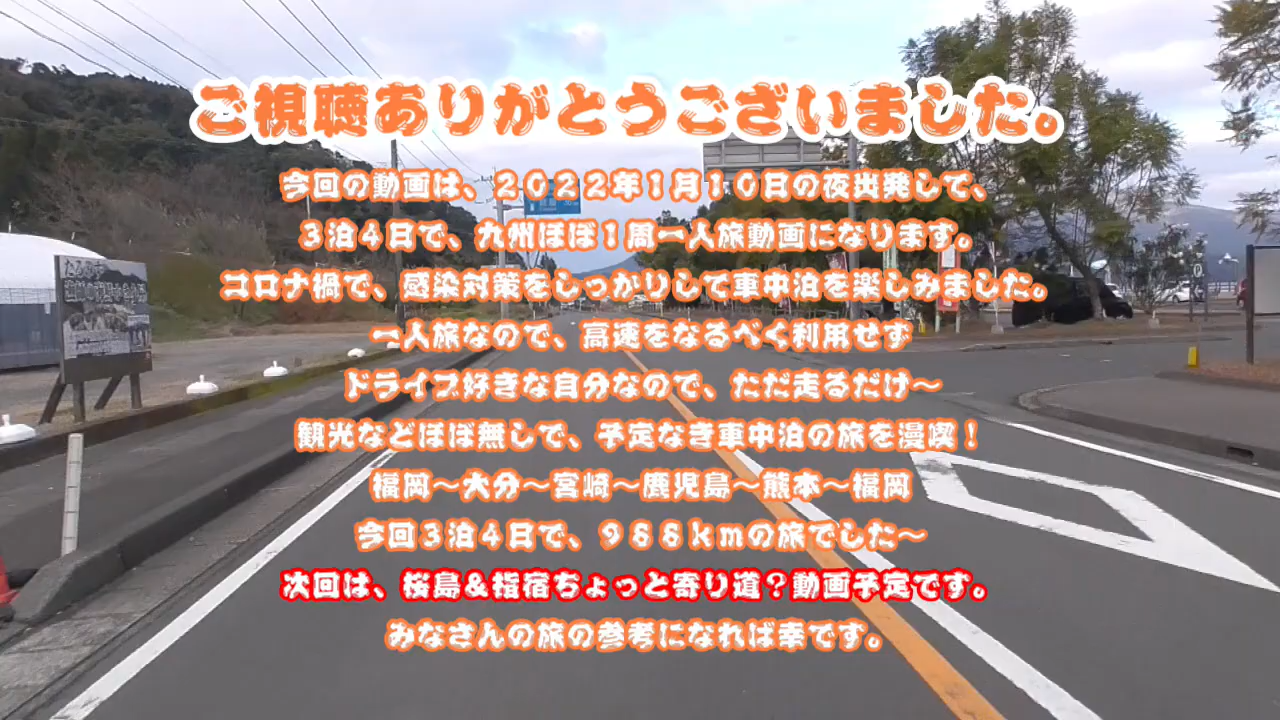 ご視聴ありがとうございました。
今回の動画は、2022年1月10日の夜出発して、
3泊4日で、九州ほぼ1周一人旅動画になります。
コロナ禍で、感染対策をしっかりして車中泊を楽しみました。
一人旅なので、高速をなるべく利用せず
ドライブ好きな自分なので、ただ走るだけ～
観光などほぼ無しで、予定なき車中泊の旅を漫喫！
福岡～大分～宮崎～鹿児島～熊本～福岡
今回3泊4日で、988kmの旅でした～
次回は、桜島＆指宿ちょっと寄り道？動画予定です。
みなさんの旅の参考になれば幸です。